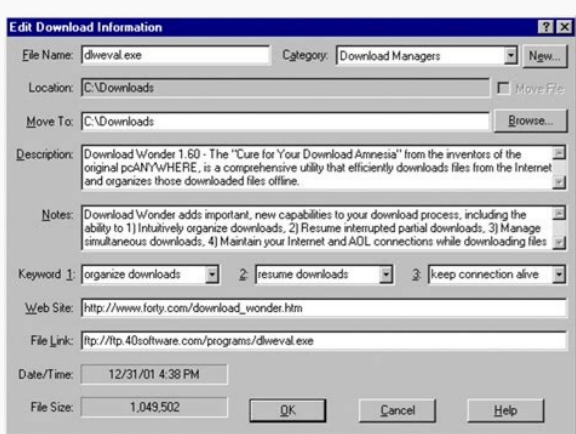 Edit Download Information
File Name: dlweval.exe Category: Download Managers New...
Location: C:\Downloads Move File
Move To: C:\Downloads Browse...
Description: Download Wonder 1.60 - The "Cure for Your Download Amnesia" from the inventors of the
original pcANYWHERE, is a comprehensive utility that efficiently downloads files from the Internet
and organizes those downloaded files offline.
Notes: Download Wonder adds important, new capabilities to your download process, including the
ability to 1) Intuitively organize downloads, 2) Resume interrupted partial downloads, 3) Manage
simultaneous downloads, 4) Maintain your Internet and AOL connections while downloading files
Keyword 1: organize downloads 2: resume downloads 3: keep connection alive
Web Site: http://www.forty.com/download_wonder.htm
File Link: ftp://ftp.40software.com/programs/dlweval.exe
Date/Time: 12/31/01 4:38 PM
File Size: 1,049,502 OK Cancel Help